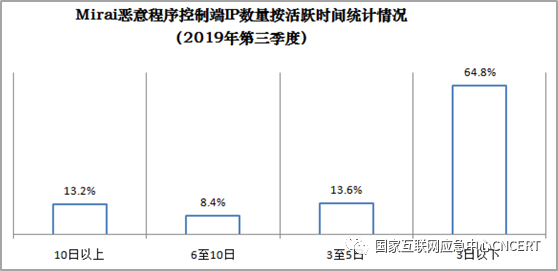 Mirai恶意程序控制端IP数量按活跃时间统计情况
（2019年第三季度）
64.8%
13.2%
8.4%
13.6%
10日以上
6至10日
3至5日
3日以下
国家互联网应急中心CNCERT